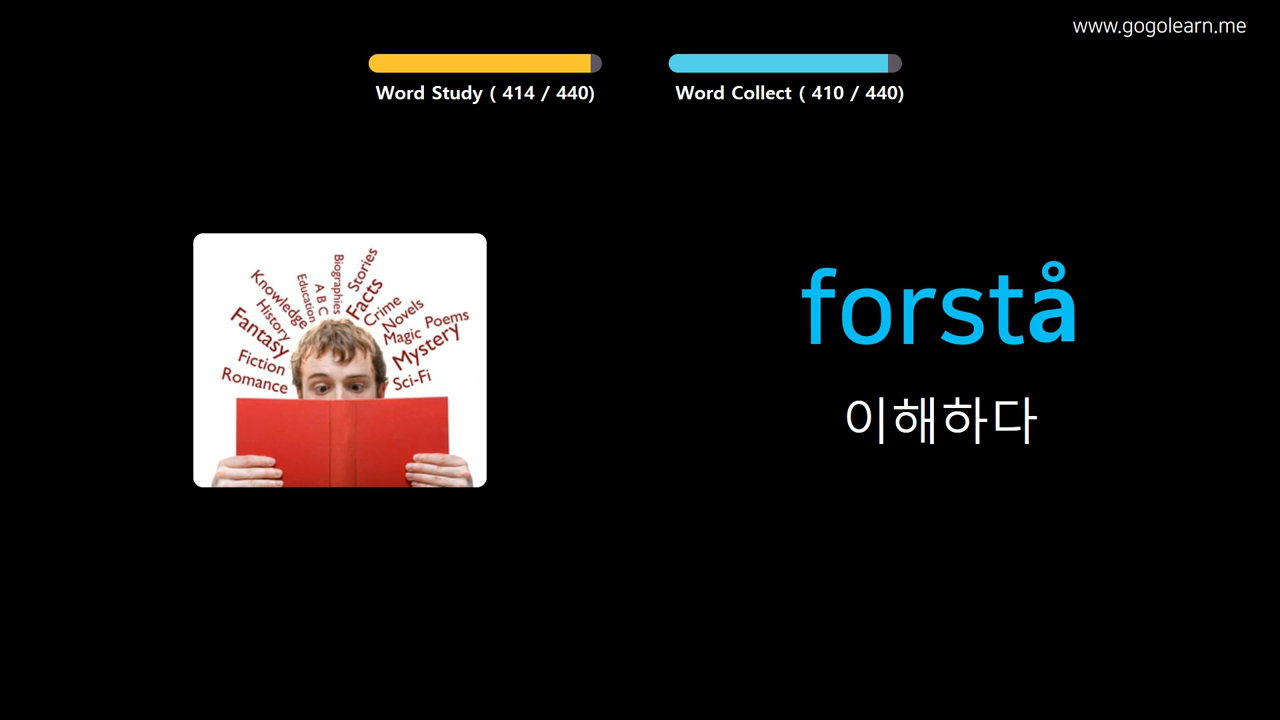 www.gogolearn.me
Word Study ( 414 / 440)
Word Collect ( 410 / 440)
Knowledge
History
Fantasy
Fiction
Romance
Education
A B C
Biographies
Stories
Facts
Crime
Novels
Magic
Poems
Mystery
Sci-Fi
forstå
이해하다